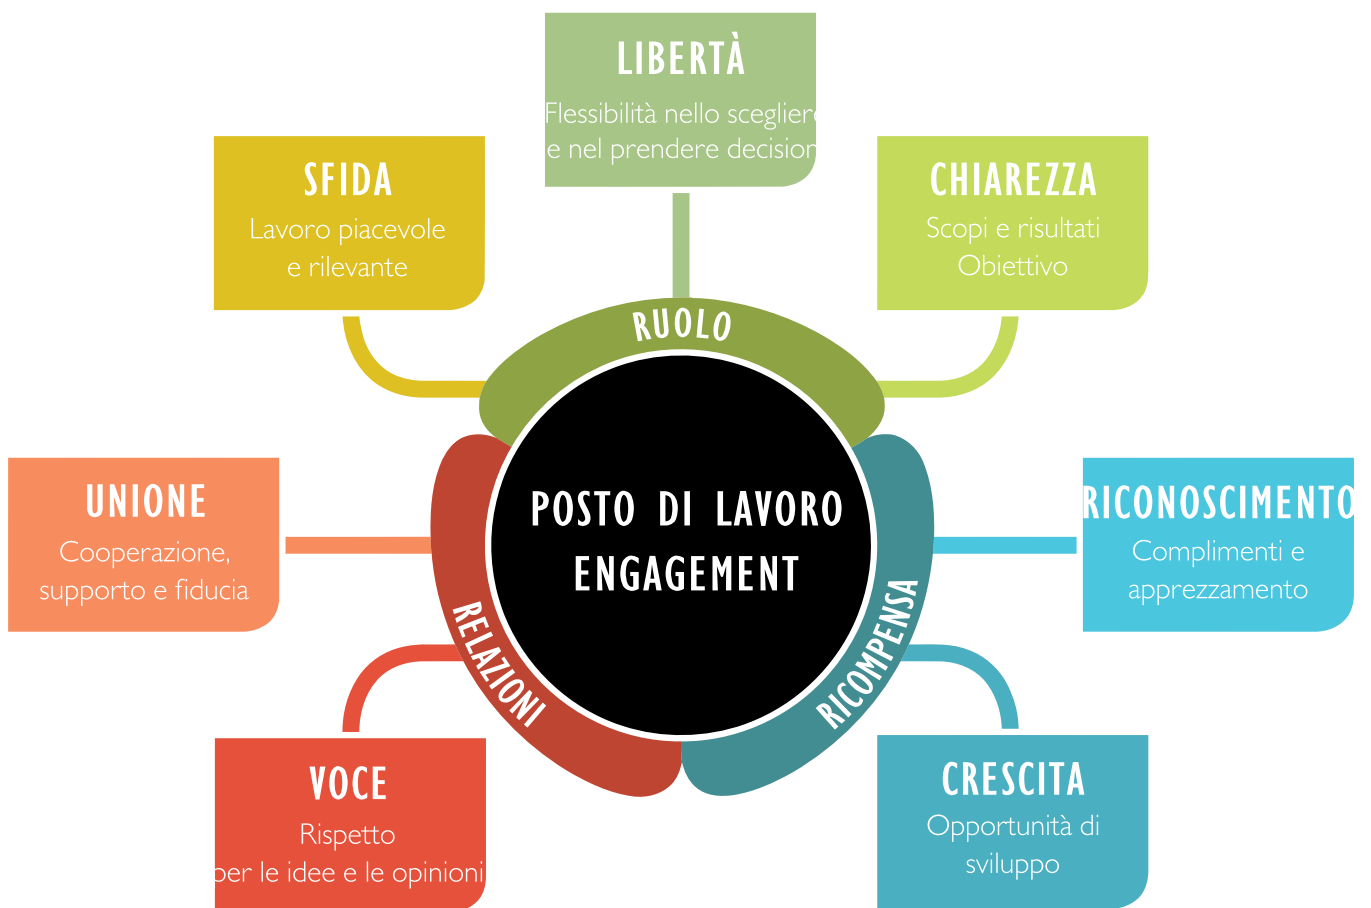 LIBERTÀ
Flessibilità nello scegliere
e nel prendere decision
SFIDA
Lavoro piacevole
e rilevante
CHIAREZZA
Scopi e risultati
Obiettivo
RUOLO
UNIONE
Cooperazione,
supporto e fiducia
POSTO DI LAVORO
ENGAGEMENT
RICONOSCIMENTO
Complimenti e
apprezzamento
RELAZIONI
RICOMPENSA
VOCE
Rispetto
per le idee e le opinioni
CRESCITA
Opportunità di
sviluppo